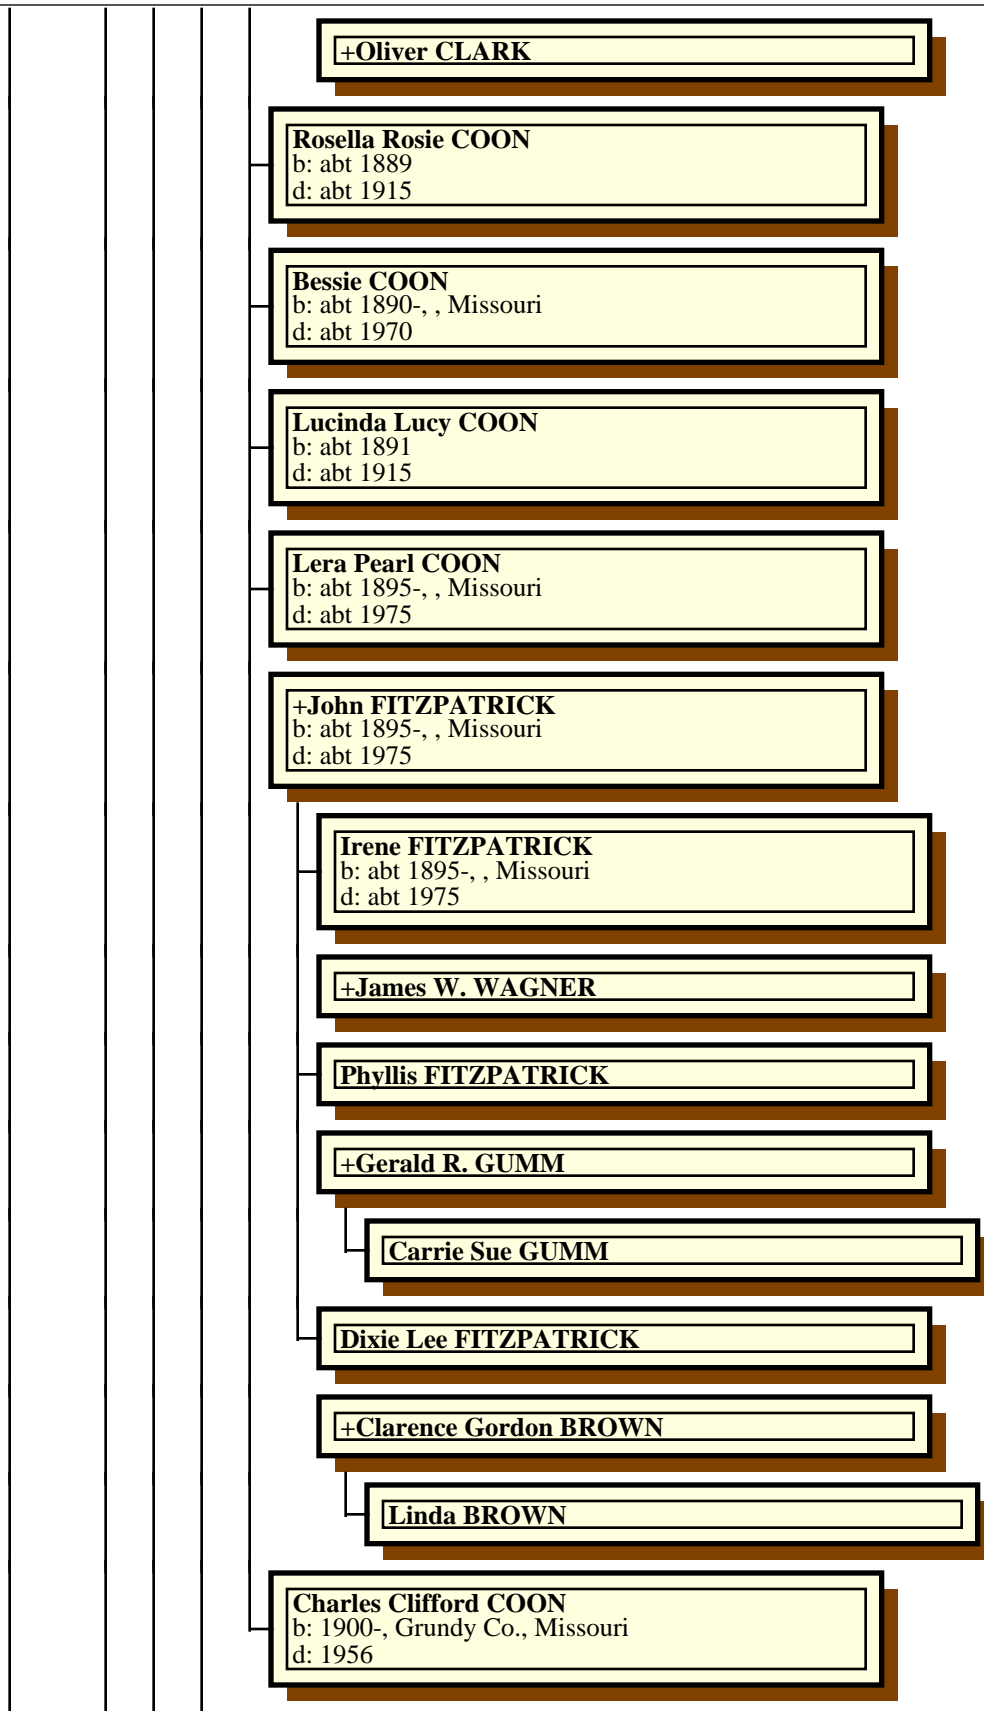 +Oliver CLARK
Rosella Rosie COON
b: abt 1889
d: abt 1915
Bessie COON
b: abt 1890-, , Missouri
d: abt 1970
Lucinda Lucy COON
b: abt 1891
d: abt 1915
Lera Pearl COON
b: abt 1895-, , Missouri
d: abt 1975
+John FITZPATRICK
b: abt 1895-, , Missouri
d: abt 1975
Irene FITZPATRICK
b: abt 1895-, , Missouri
d: abt 1975
+James W. WAGNER
Phyllis FITZPATRICK
+Gerald R. GUMM
Carrie Sue GUMM
Dixie Lee FITZPATRICK
+Clarence Gordon BROWN
Linda BROWN
Charles Clifford COON
b: 1900-, Grundy Co., Missouri
d: 1956